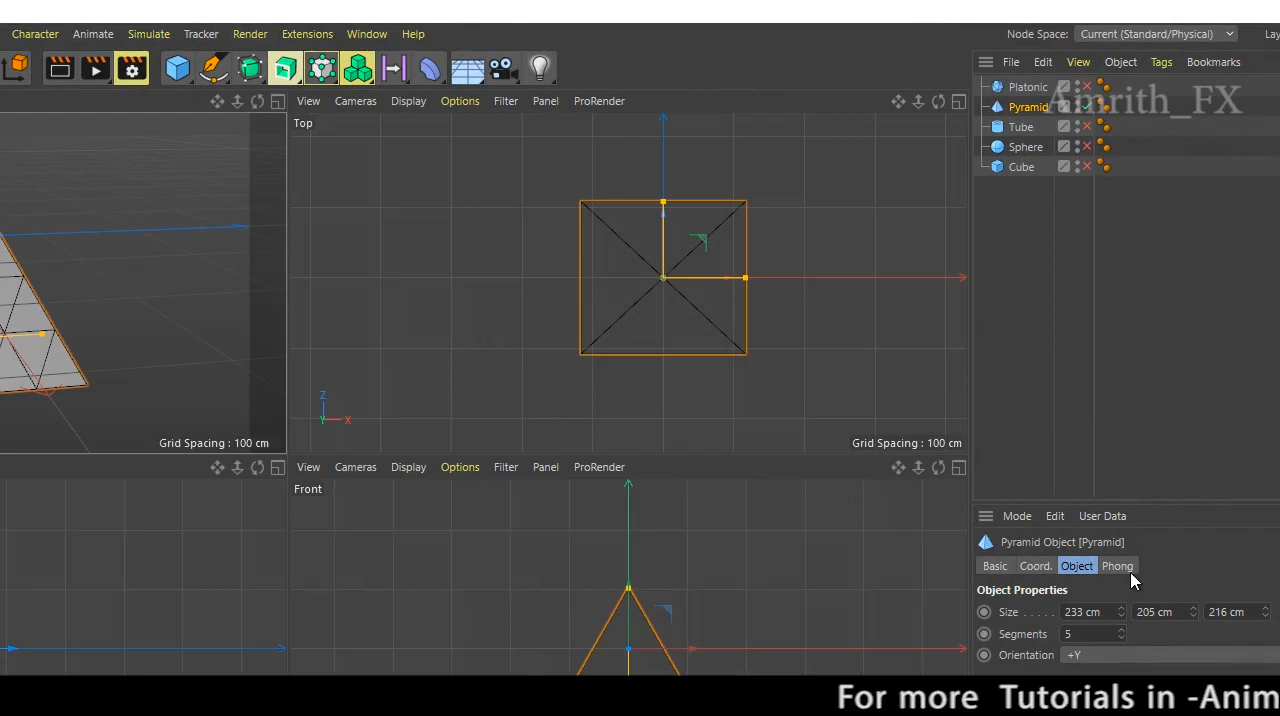 Character Animate Simulate Tracker Render Extensions Window Help Node Space: Current (Standard/Physical) Lay
View Cameras Display Options Filter Panel ProRender
File Edit View Object Tags Bookmarks
Top
Platonic
Pyramid
Tube
Sphere
Cube
Amrith_FX
Z
Y X
Grid Spacing : 100 cm
Grid Spacing : 100 cm
View Cameras Display Options Filter Panel ProRender
Front
Mode Edit User Data
Pyramid Object [Pyramid]
Basic Coord. Object Phong
Object Properties
Size . . . . . 233 cm 205 cm 216 cm
Segments 5
Orientation +Y
For more Tutorials in -Anim